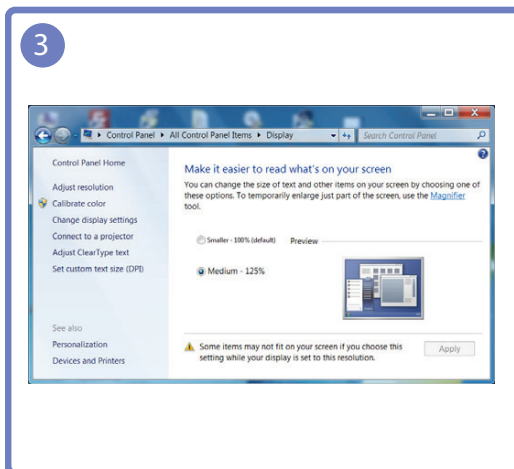 3
Control Panel ▸ All Control Panel Items ▸ Display
Search Control Panel
Control Panel Home
Adjust resolution
Calibrate color
Change display settings
Connect to a projector
Adjust ClearType text
Set custom text size (DPI)
See also
Personalization
Devices and Printers
Make it easier to read what's on your screen
You can change the size of text and other items on your screen by choosing one of
these options. To temporarily enlarge just part of the screen, use the Magnifier
tool.
Smaller - 100% (default)
Preview
Medium - 125%
Some items may not fit on your screen if you choose this
setting while your display is set to this resolution.
Apply